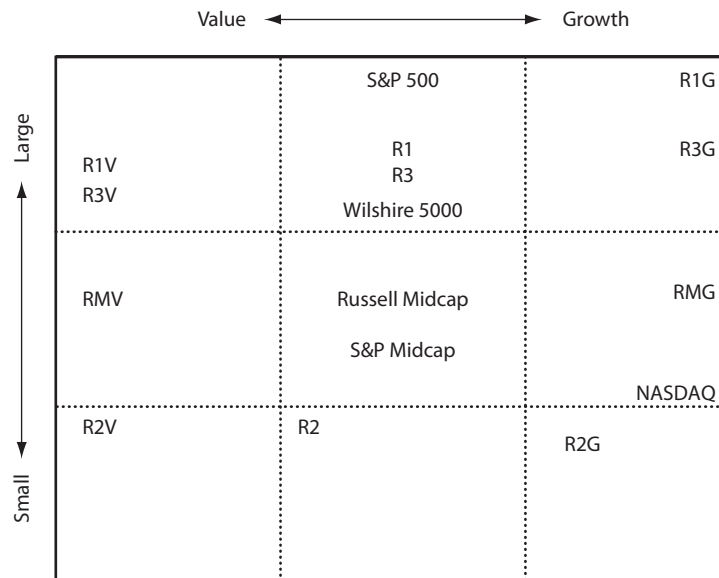 Value Growth
Large
Small
S&P 500 R1G
R1 R3G
R1V
R3
R3V
Wilshire 5000
RMV Russell Midcap RMG
S&P Midcap
NASDAQ
R2V R2
R2G